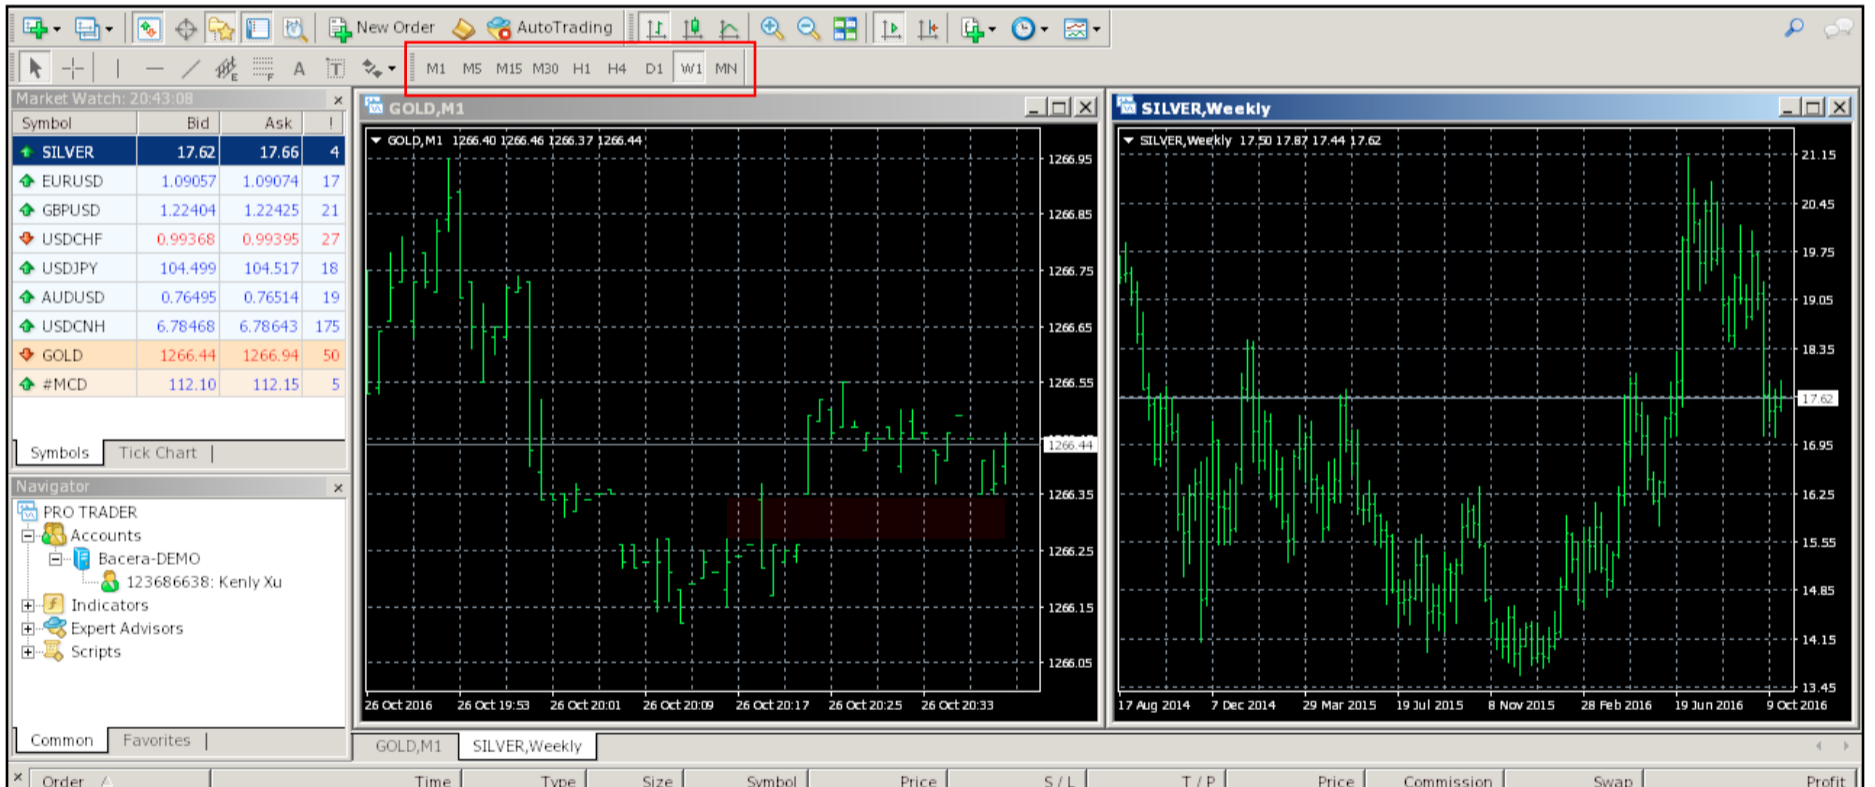 New Order AutoTrading
E F A T M1 M5 M15 M30 H1 H4 D1 W1 MN
Market Watch: 20:43:08
Symbol Bid Ask !
SILVER 17.62 17.66 4
EURUSD 1.09057 1.09074 17
GBPUSD 1.22404 1.22425 21
USDCHF 0.99368 0.99395 27
USDJPY 104.499 104.517 18
AUDUSD 0.76495 0.76514 19
USDCNH 6.78468 6.78643 175
GOLD 1266.44 1266.94 50
#MCD 112.10 112.15 5
Symbols Tick Chart
Navigator
PRO TRADER
Accounts
Bacera-DEMO
123686638: Kenly Xu
Indicators
Expert Advisors
Scripts
Common Favorites
GOLD,M1
GOLD,M1 1266.40 1266.46 1266.37 1266.44
1266.95
1266.85
1266.75
1266.65
1266.55
1266.44
1266.35
1266.25
1266.15
1266.05
26 Oct 2016 26 Oct 19:53 26 Oct 20:01 26 Oct 20:09 26 Oct 20:17 26 Oct 20:25 26 Oct 20:33
SILVER,Weekly
SILVER,Weekly 17.50 17.87 17.44 17.62
21.15
20.45
19.75
19.05
18.35
17.62
16.95
16.25
15.55
14.85
14.15
13.45
17 Aug 2014 7 Dec 2014 29 Mar 2015 19 Jul 2015 8 Nov 2015 28 Feb 2016 19 Jun 2016 9 Oct 2016
GOLD,M1 SILVER,Weekly
Order Time Type Size Symbol Price S / L T / P Price Commission Swap Profit